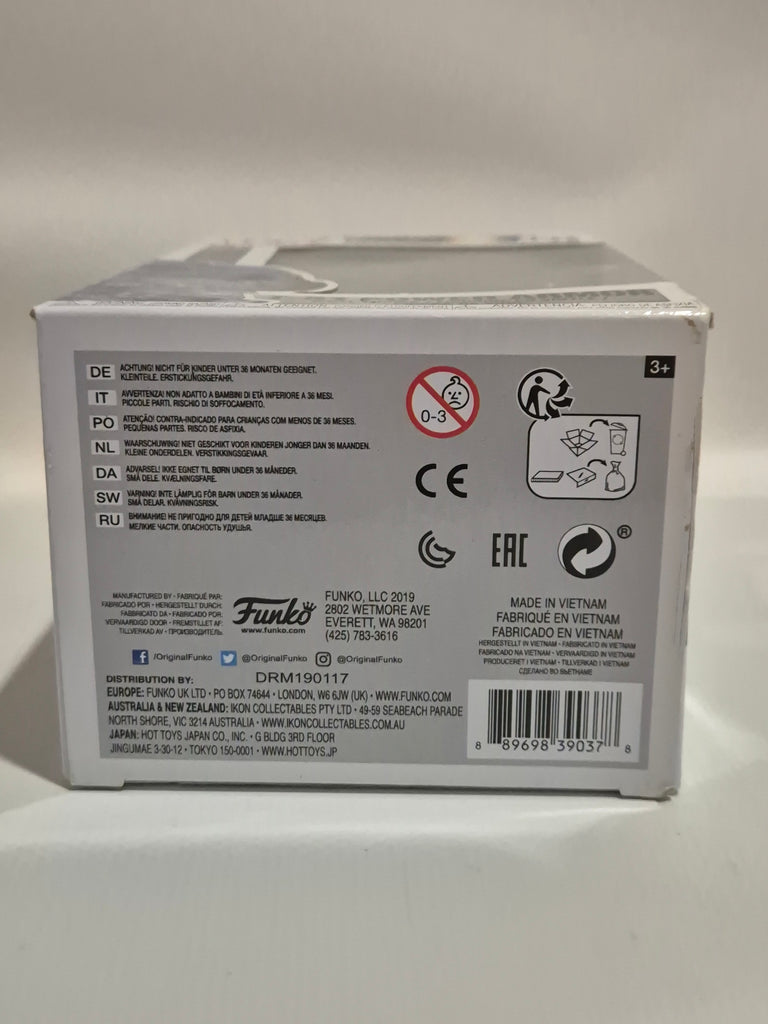 ADVERTENCIA
3+
DE ACHTUNG! NICHT FÜR KINDER UNTER 36 MONATEN GEEIGNET.
KLEINTEILE. ERSTICKUNGSGEFAHR.
IT AVVERTENZA! NON ADATTO A BAMBINI DI ETÀ INFERIORE A 36 MESI.
PICCOLE PARTI. RISCHIO DI SOFFOCAMENTO.
PO ATENÇÃO! CONTRA-INDICADO PARA CRIANÇAS COM MENOS DE 36 MESES.
PEQUENAS PARTES. RISCO DE ASFIXIA.
NL WAARSCHUWING! NIET GESCHIKT VOOR KINDEREN JONGER DAN 36 MAANDEN.
KLEINE ONDERDELEN. VERSTIKKINGSGEVAAR.
DA ADVARSEL! IKKE EGNET TIL BØRN UNDER 36 MÅNEDER.
SMÅ DELE. KVÆLNINGSFARE.
SW VARNING! INTE LÄMPLIG FÖR BARN UNDER 36 MÅNADER.
SMÅ DELAR. KVÄVNINGSRISK.
RU ВНИМАНИЕ! НЕ ПРИГОДНО ДЛЯ ДЕТЕЙ МЛАДШЕ 36 МЕСЯЦЕВ.
МЕЛКИЕ ЧАСТИ. ОПАСНОСТЬ УДУШЬЯ.
0-3
CE
EAC
®
MANUFACTURED BY • FABRIQUÉ PAR:
FABRICADO POR • HERGESTELLT DURCH:
FABBRICATO DA • FABRICADO POR:
VERVAARDIGD DOOR • FREMSTILLET AF:
TILLVERKAD AV • ПРОИЗВОДИТЕЛЬ:
Funko
www.funko.com
FUNKO, LLC 2019
2802 WETMORE AVE
EVERETT, WA 98201
(425) 783-3616
MADE IN VIETNAM
FABRIQUÉ EN VIETNAM
FABRICADO EN VIETNAM
HERGESTELLT IN VIETNAM • FABBRICATO IN VIETNAM
FABRICADO NA VIETNAM • VERVAARDIGD IN VIETNAM
PRODUCERET I VIETNAM • TILLVERKAD I VIETNAM
СДЕЛАНО ВО ВЬЕТНАМЕ
/OriginalFunko @OriginalFunko @OriginalFunko
DISTRIBUTION BY: DRM190117
EUROPE: FUNKO UK LTD • PO BOX 74644 • LONDON, W6 6JW (UK) • WWW.FUNKO.COM
AUSTRALIA & NEW ZEALAND: IKON COLLECTABLES PTY LTD • 49-59 SEABEACH PARADE
NORTH SHORE, VIC 3214 AUSTRALIA • WWW.IKONCOLLECTABLES.COM.AU
JAPAN: HOT TOYS JAPAN CO., INC. • G BLDG 3RD FLOOR
JINGUMAE 3-30-12 • TOKYO 150-0001 • WWW.HOTTOYS.JP
8 89698 39037 8